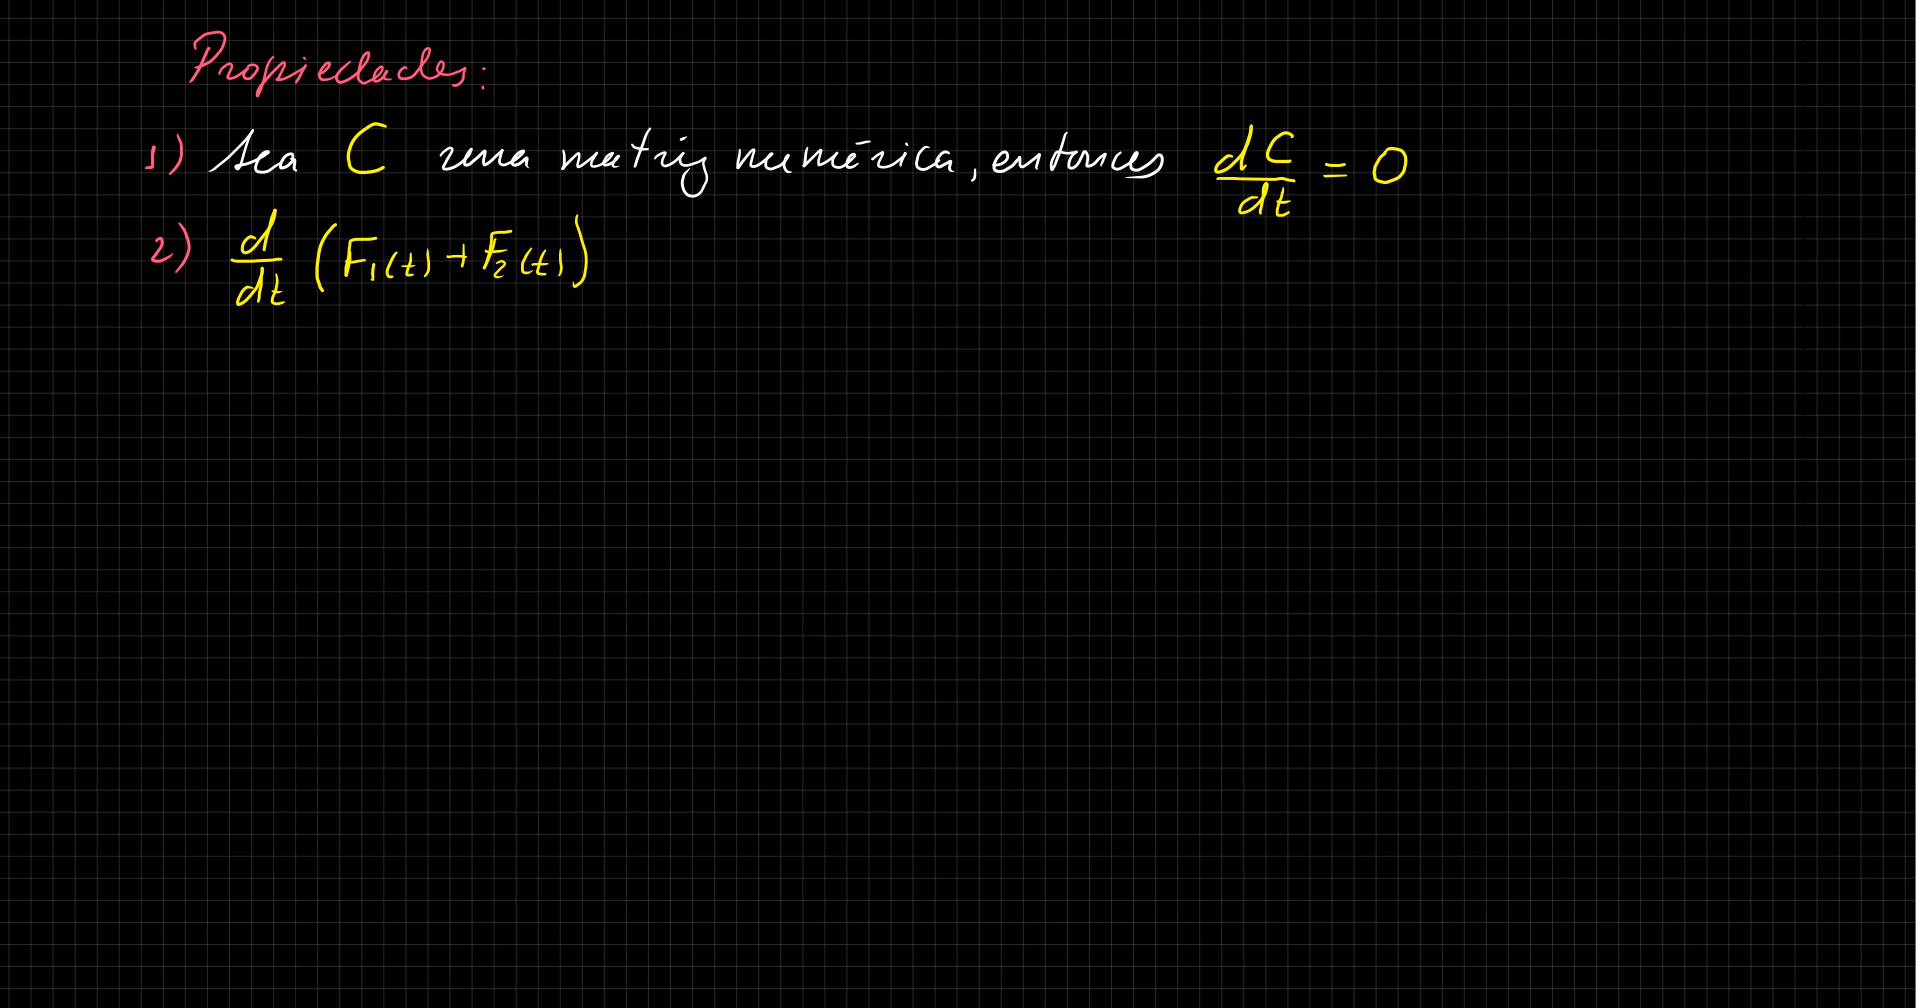 Propiedades:
1) Sea C una matriz numérica, entonces dC/dt = 0
2) d/dt (F₁(t) + F₂(t))